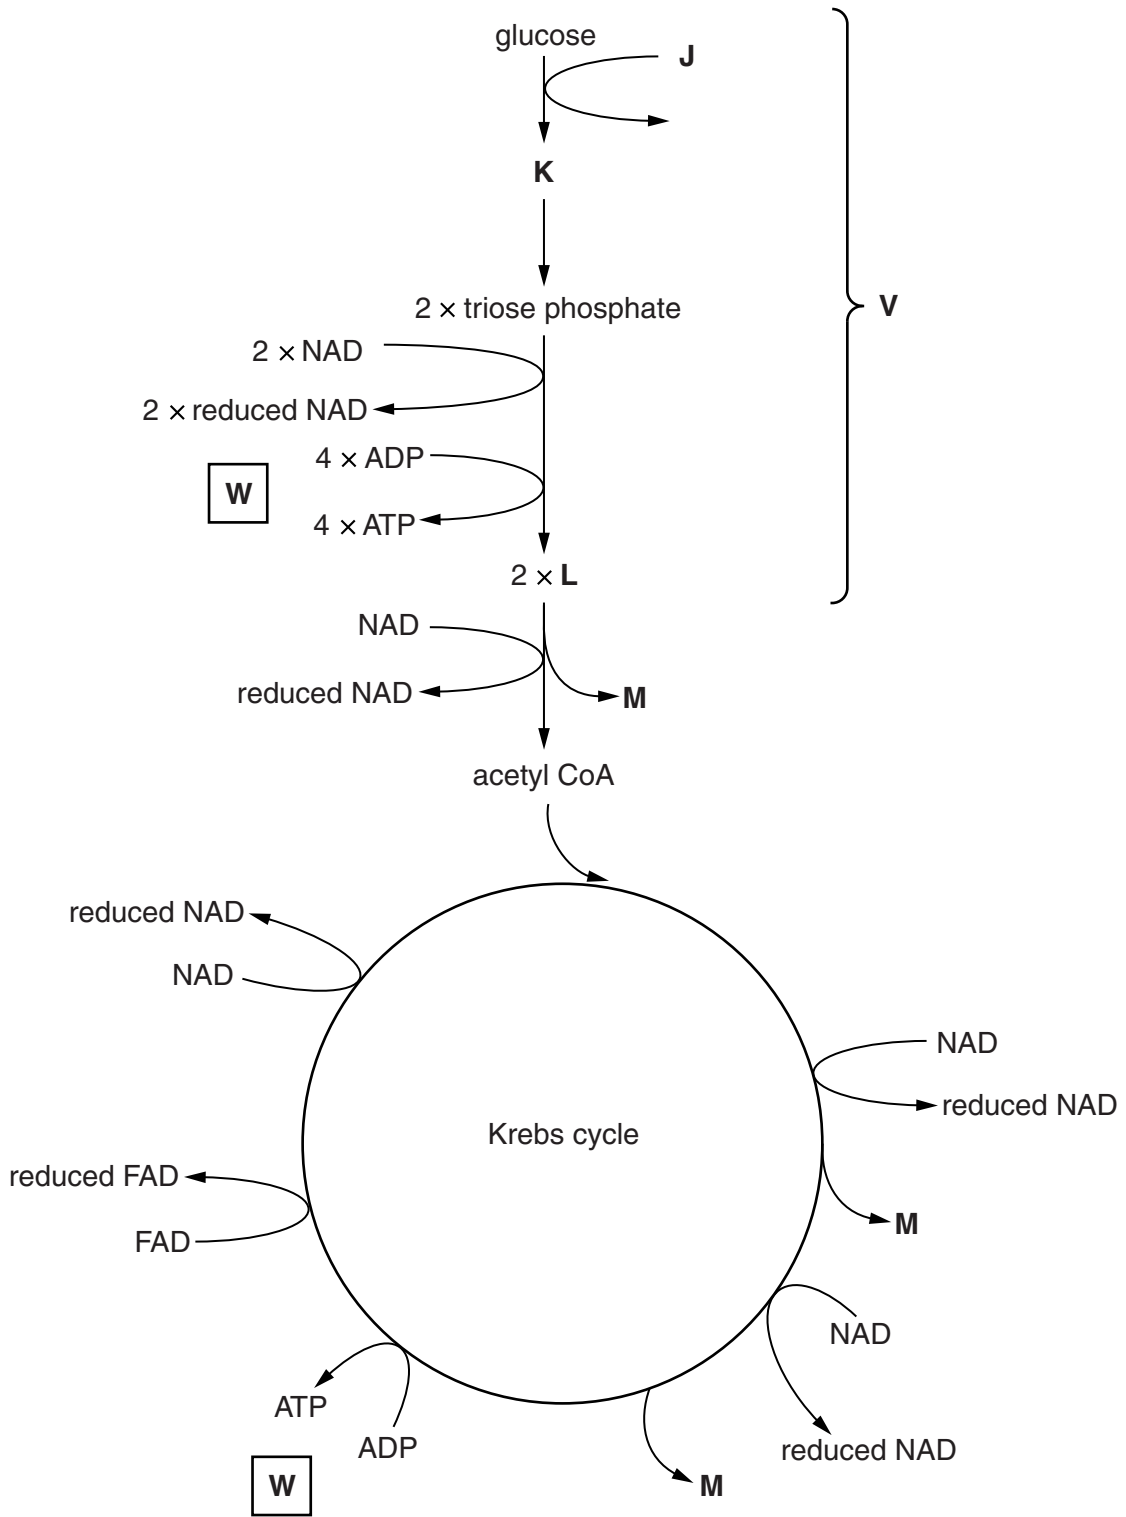 glucose
J
K
2 × triose phosphate
V
2 × NAD
2 × reduced NAD
4 × ADP
W
4 × ATP
2 × L
NAD
reduced NAD
M
acetyl CoA
reduced NAD
NAD
NAD
reduced NAD
Krebs cycle
reduced FAD
M
FAD
NAD
ATP
ADP
reduced NAD
W
M